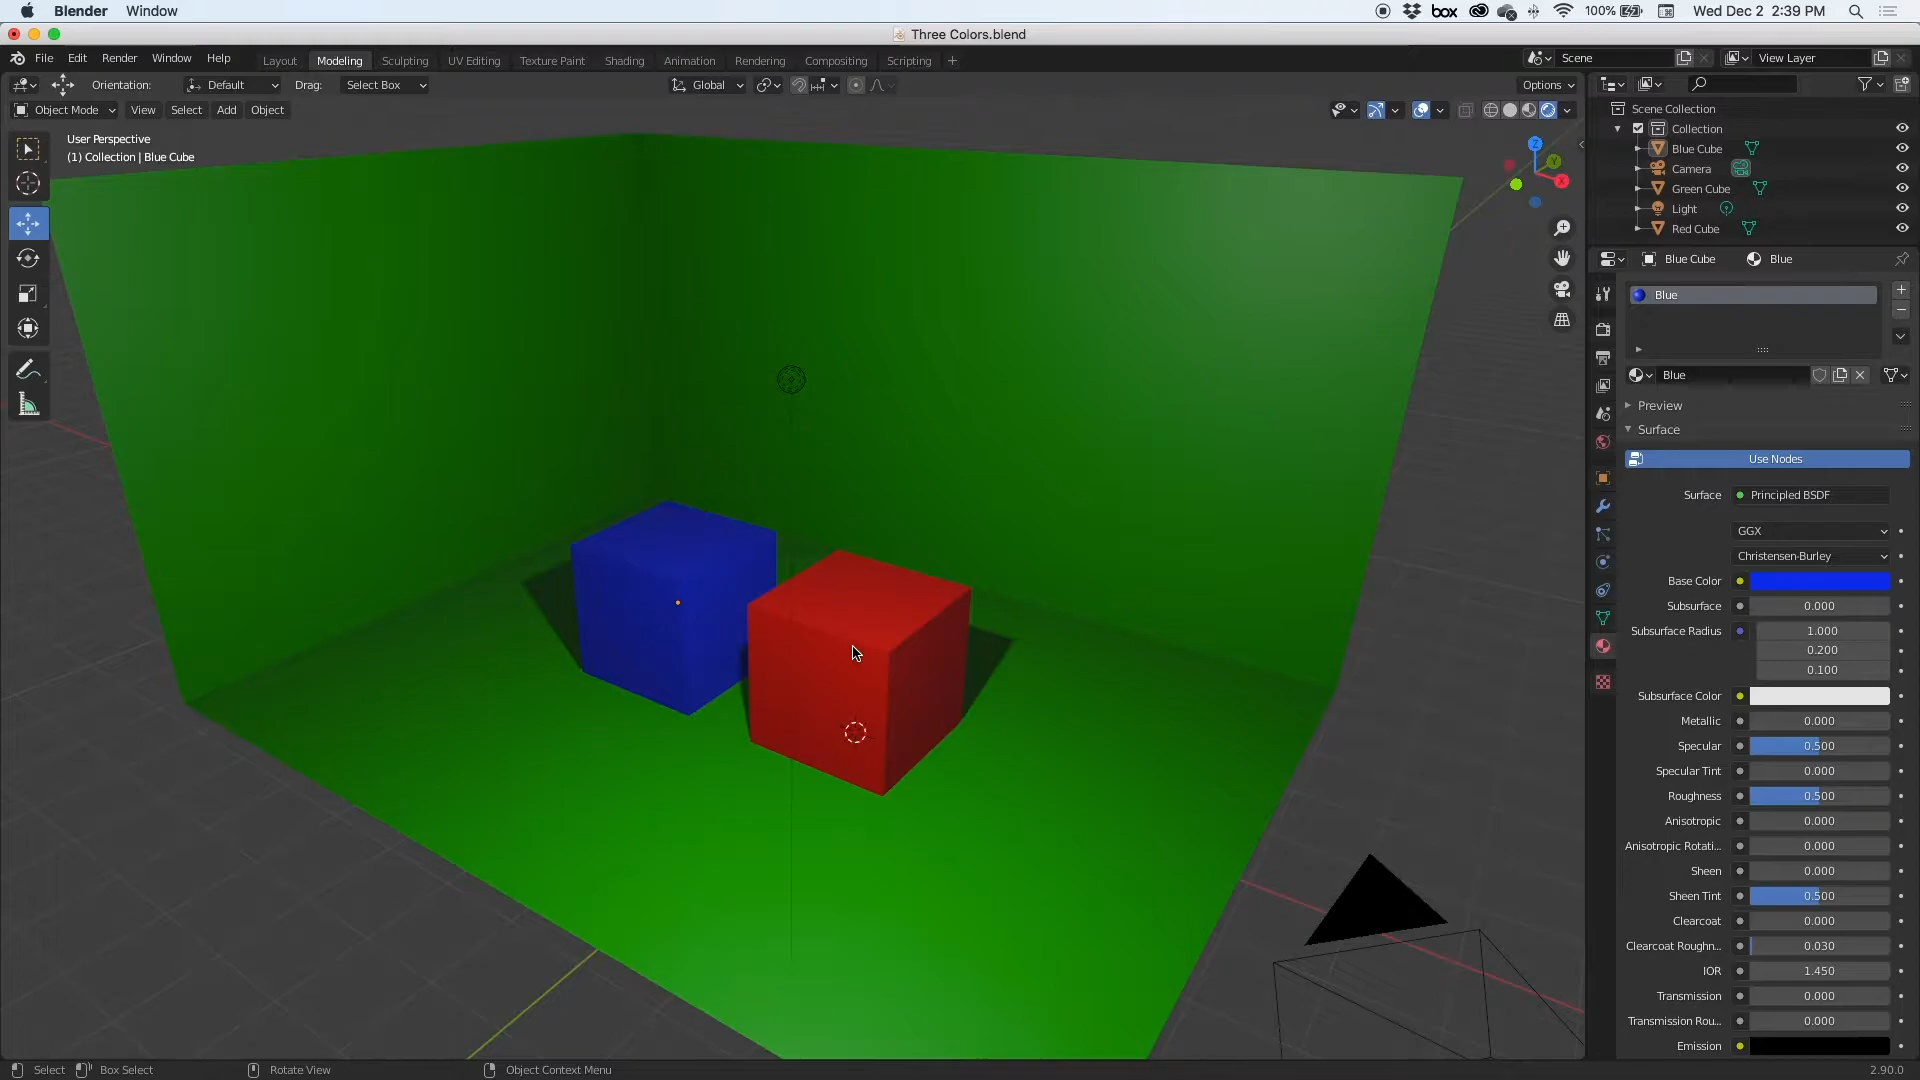 Blender Window
box 100% Wed Dec 2 2:39 PM
Three Colors.blend
File Edit Render Window Help Layout Modeling Sculpting UV Editing Texture Paint Shading Animation Rendering Compositing Scripting + Scene View Layer
Orientation: Default Drag: Select Box Global Options
Object Mode View Select Add Object
User Perspective
(1) Collection | Blue Cube
Z
Y
X
Scene Collection
Collection
Blue Cube
Camera
Green Cube
Light
Red Cube
Blue Cube Blue
Blue
Blue
Preview
Surface
Use Nodes
Surface Principled BSDF
GGX
Christensen-Burley
Base Color
Subsurface 0.000
Subsurface Radius 1.000
0.200
0.100
Subsurface Color
Metallic 0.000
Specular 0.500
Specular Tint 0.000
Roughness 0.500
Anisotropic 0.000
Anisotropic Rotati... 0.000
Sheen 0.000
Sheen Tint 0.500
Clearcoat 0.000
Clearcoat Roughn... 0.030
IOR 1.450
Transmission 0.000
Transmission Rou... 0.000
Emission
Select Box Select Rotate View Object Context Menu 2.90.0